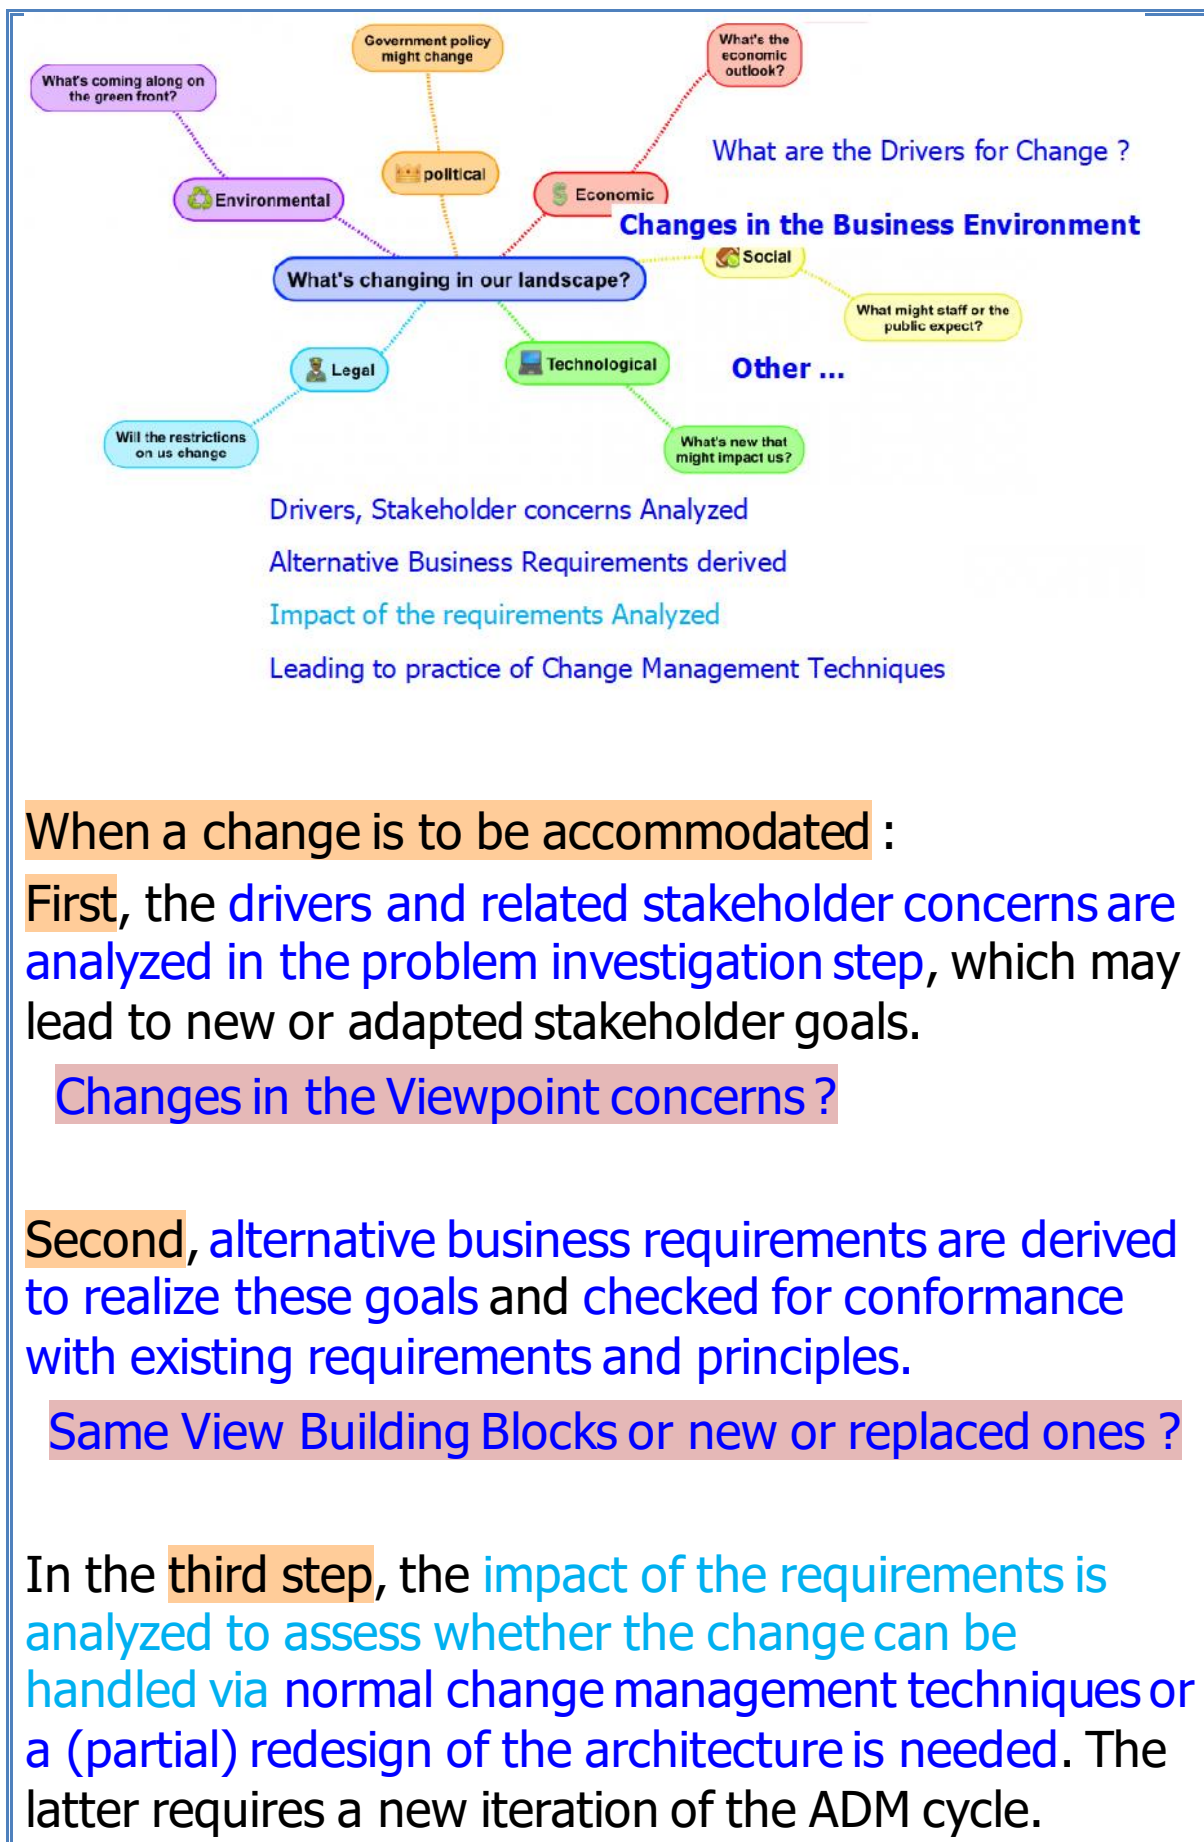 Government policy
might change
What's the
economic
outlook?
What's coming along on
the green front?
What are the Drivers for Change ?
political
Environmental
Economic
Changes in the Business Environment
Social
What's changing in our landscape?
What might staff or the
public expect?
Legal
Technological
Other ...
Will the restrictions
on us change
What's new that
might impact us?
Drivers, Stakeholder concerns Analyzed
Alternative Business Requirements derived
Impact of the requirements Analyzed
Leading to practice of Change Management Techniques
When a change is to be accommodated :
First, the drivers and related stakeholder concerns are
analyzed in the problem investigation step, which may
lead to new or adapted stakeholder goals.
Changes in the Viewpoint concerns ?
Second, alternative business requirements are derived
to realize these goals and checked for conformance
with existing requirements and principles.
Same View Building Blocks or new or replaced ones ?
In the third step, the impact of the requirements is
analyzed to assess whether the change can be
handled via normal change management techniques or
a (partial) redesign of the architecture is needed. The
latter requires a new iteration of the ADM cycle.